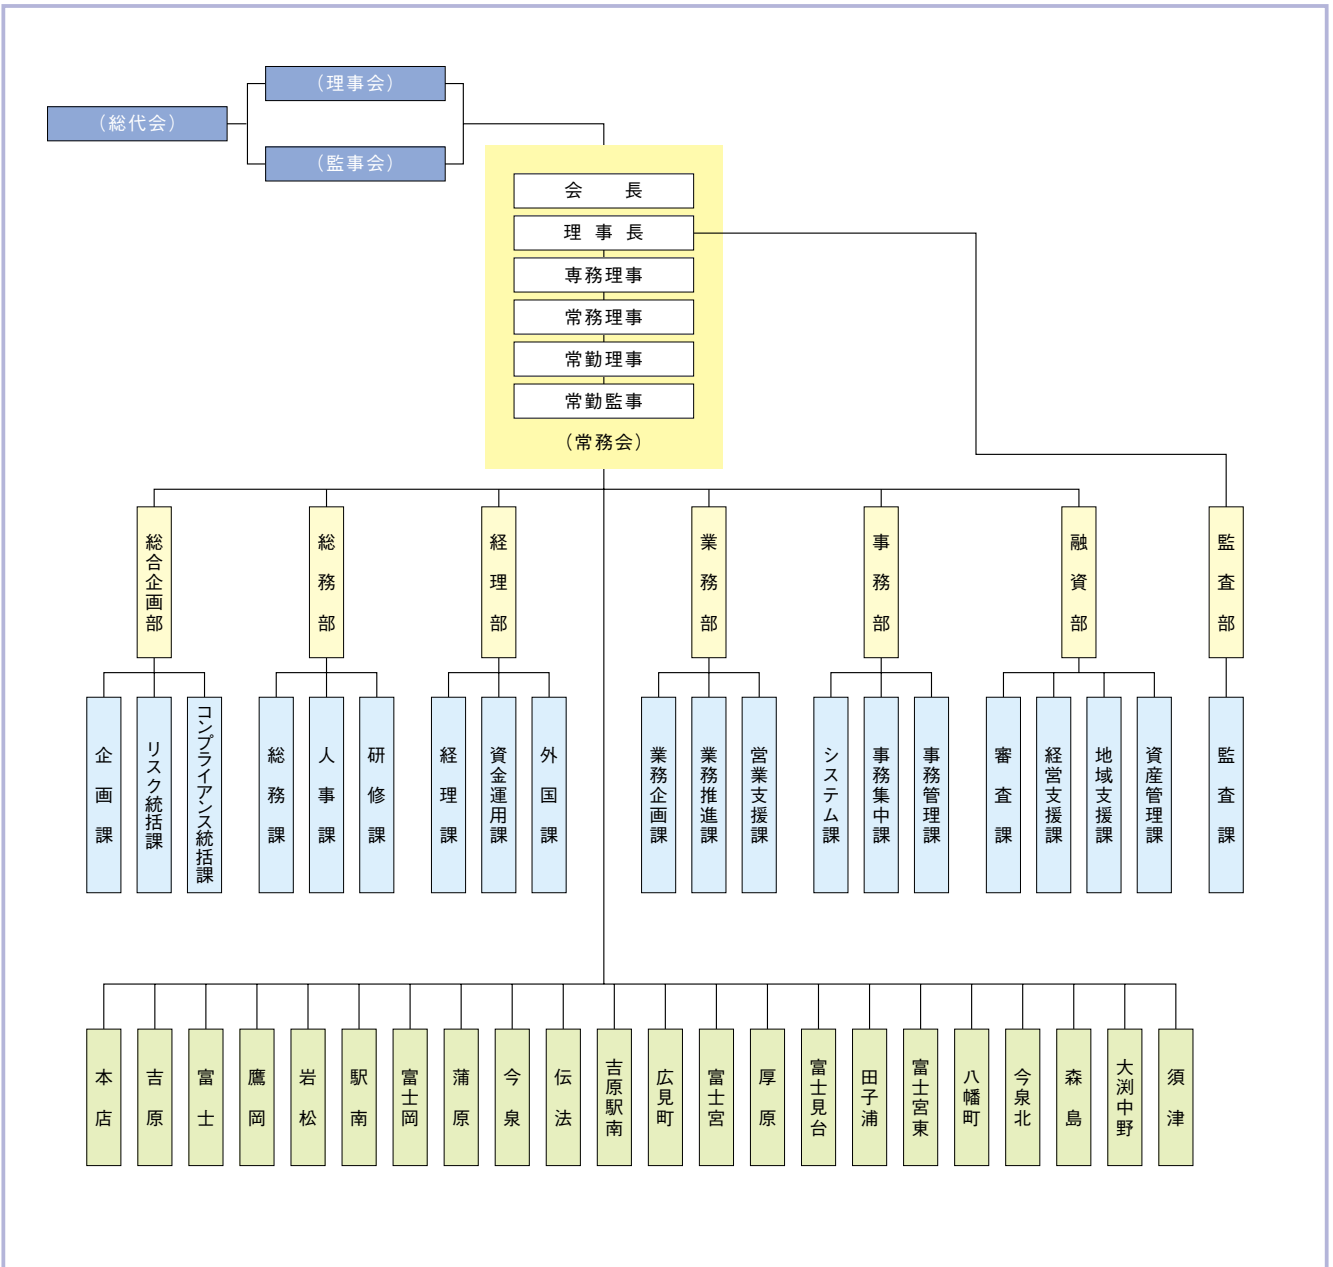 （理事会）
（総代会）
（監事会）
会　長
理事長
専務理事
常務理事
常勤理事
常勤監事
（常務会）
総合企画部
総務部
経理部
業務部
事務部
融資部
監査部
企画課
リスク統括課
コンプライアンス統括課
総務課
人事課
研修課
経理課
資金運用課
外国課
業務企画課
業務推進課
営業支援課
システム課
事務集中課
事務管理課
審査課
経営支援課
地域支援課
資産管理課
監査課
本店
吉原
富士
鷹岡
岩松
駅南
富士岡
蒲原
今泉
伝法
吉原駅南
広見町
富士宮
厚原
富士見台
田子浦
富士宮東
八幡町
今泉北
森島
大渕中野
須津